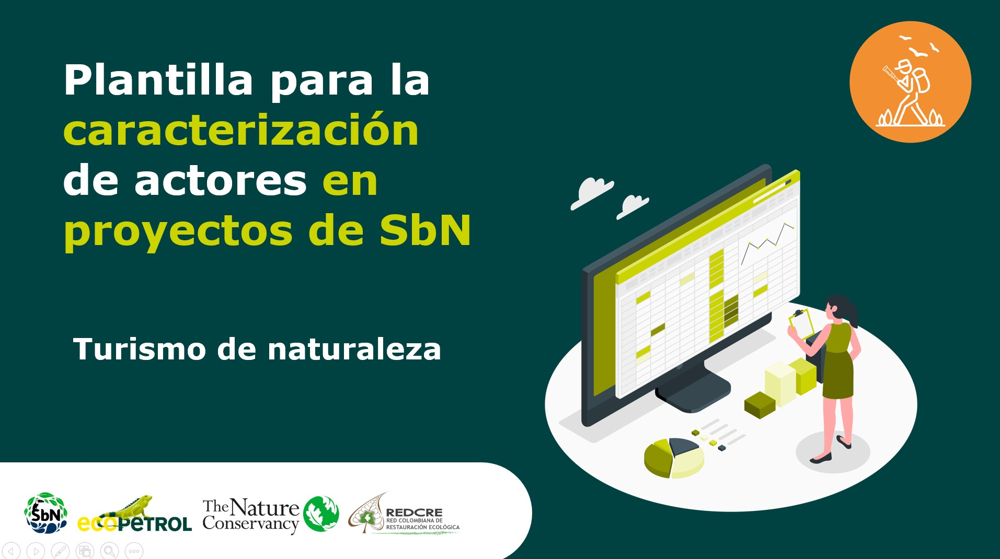 Plantilla para la
caracterización
de actores en
proyectos de SbN
Turismo de naturaleza
SbN
ecopetrol
The Nature
Conservancy
REDCRE
RED COLOMBIANA DE
RESTAURACIÓN ECOLÓGICA